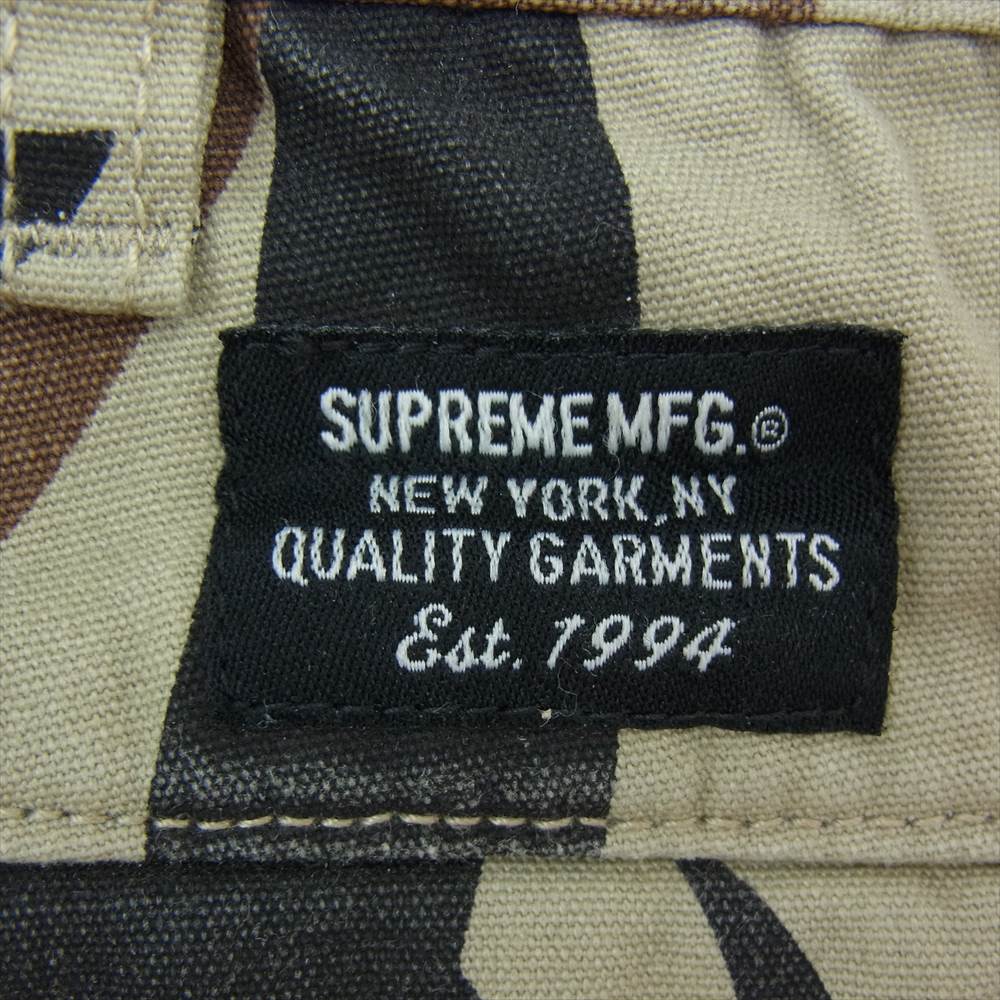 SUPREME MFG.®
NEW YORK, NY
QUALITY GARMENTS
Est. 1994